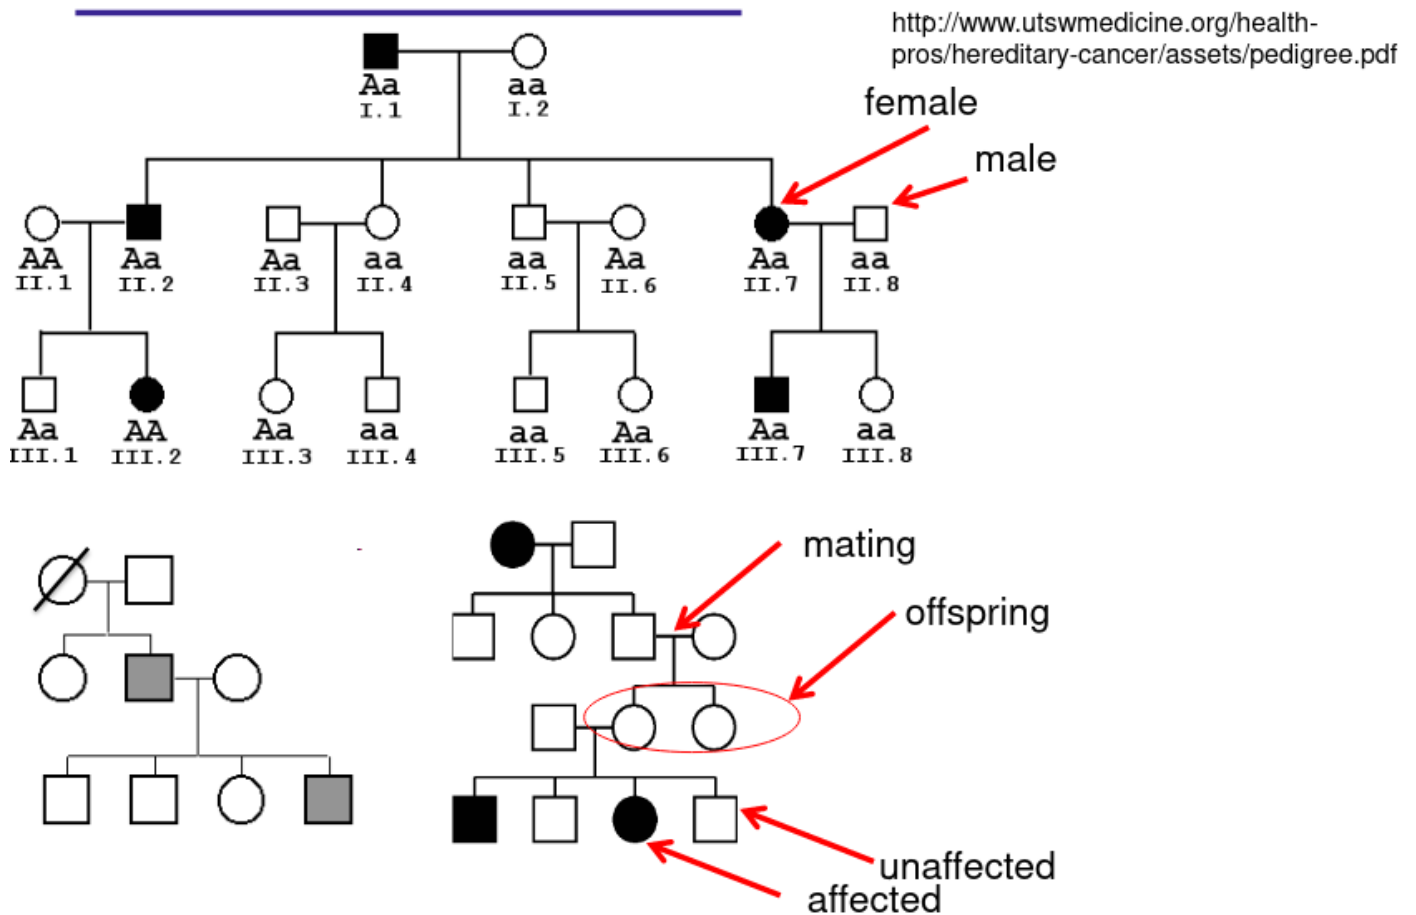 http://www.utswmedicine.org/health-
pros/hereditary-cancer/assets/pedigree.pdf
Aa aa
I.1 I.2
female
male
AA Aa Aa aa aa Aa Aa aa
II.1 II.2 II.3 II.4 II.5 II.6 II.7 II.8
Aa AA Aa aa aa Aa Aa aa
III.1 III.2 III.3 III.4 III.5 III.6 III.7 III.8
mating
offspring
unaffected
affected